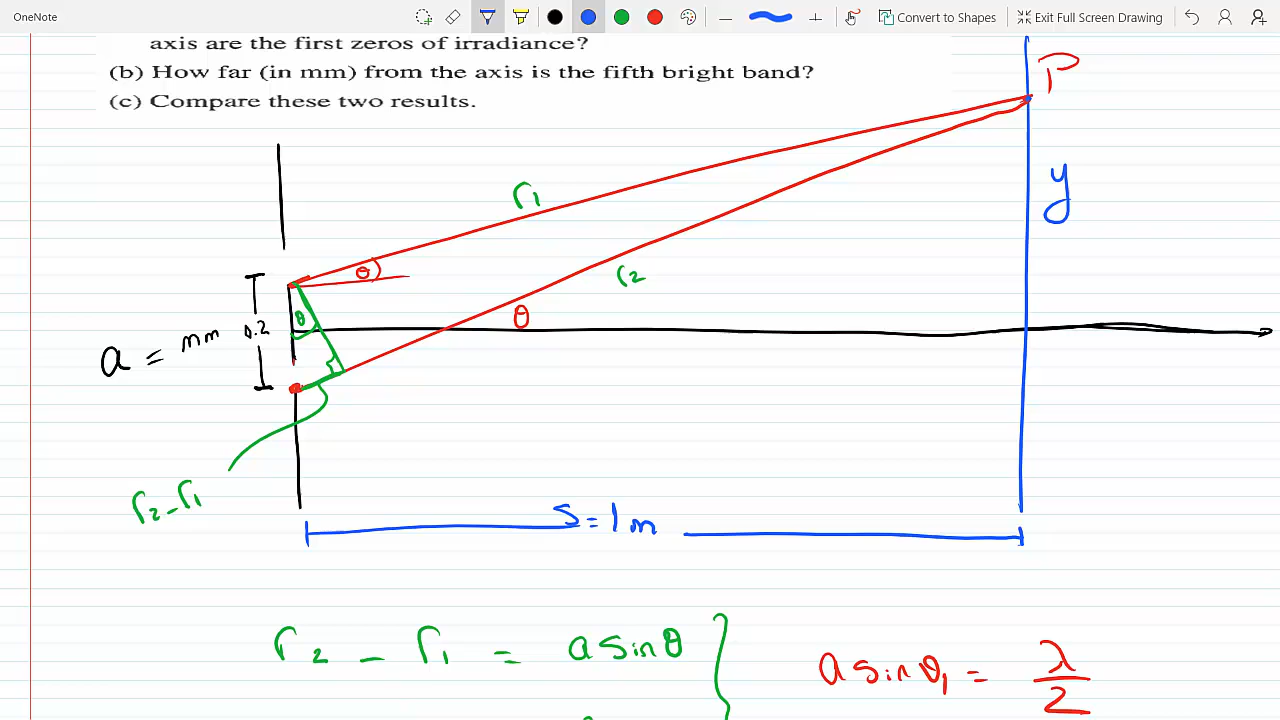 OneNote
Convert to Shapes
Exit Full Screen Drawing
axis are the first zeros of irradiance?
(b) How far (in mm) from the axis is the fifth bright band?
(c) Compare these two results.
P
y
r1
θ
r2
θ
θ
a = 0.2 mm
r2 - r1
S = 1 m
r2 - r1 = a sin θ
a sin θ1 = λ/2